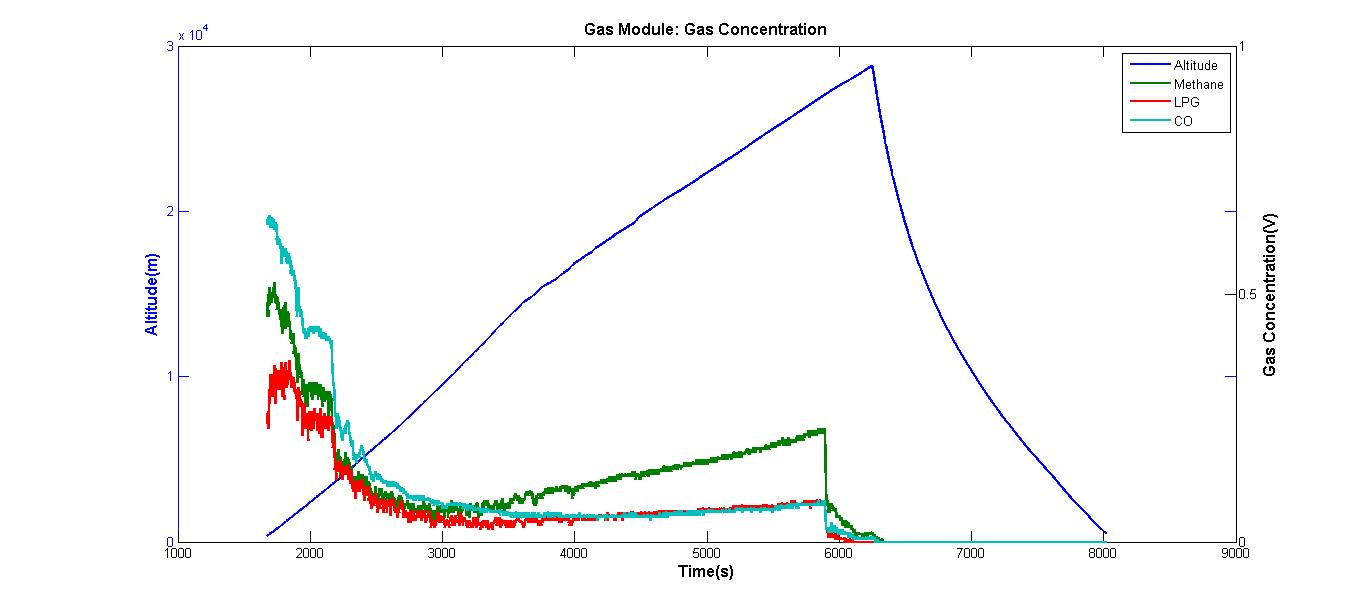 Gas Module: Gas Concentration
x 10^4
3
2
1
0
Altitude(m)
1
0.5
0
Gas Concentration(V)
Altitude
Methane
LPG
CO
1000 2000 3000 4000 5000 6000 7000 8000 9000
Time(s)